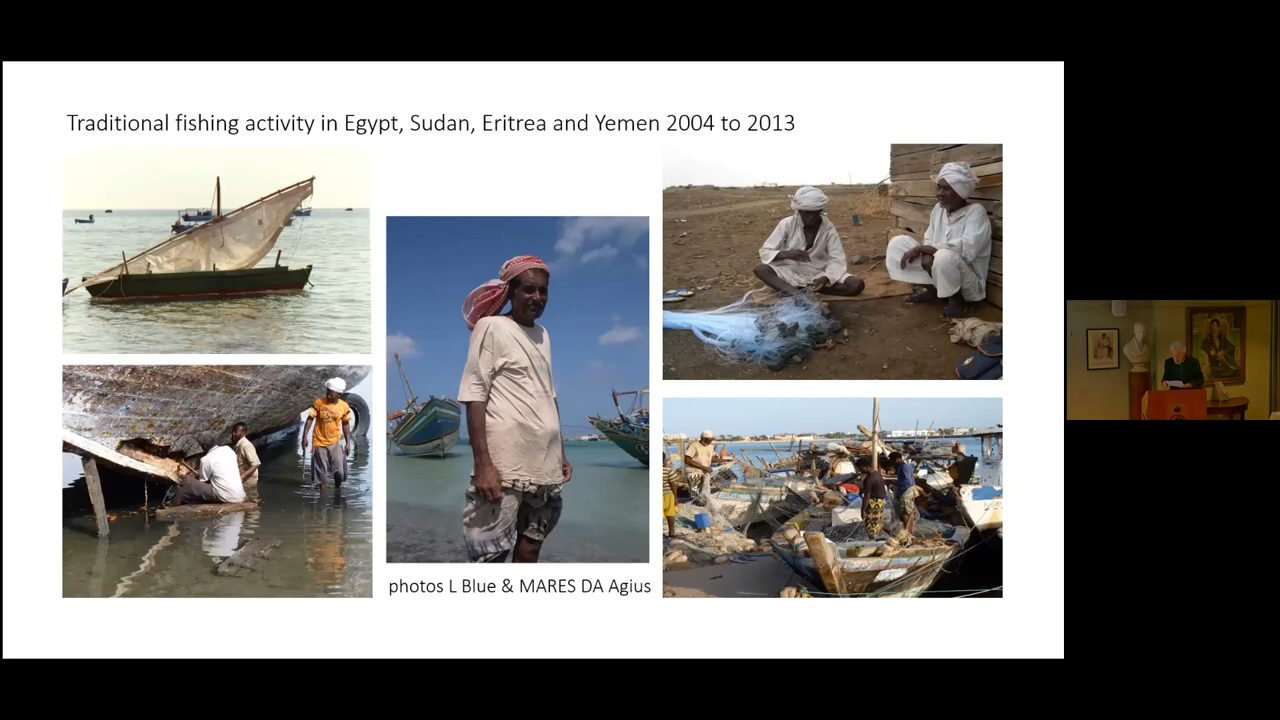 Traditional fishing activity in Egypt, Sudan, Eritrea and Yemen 2004 to 2013
photos L Blue & MARES DA Agius